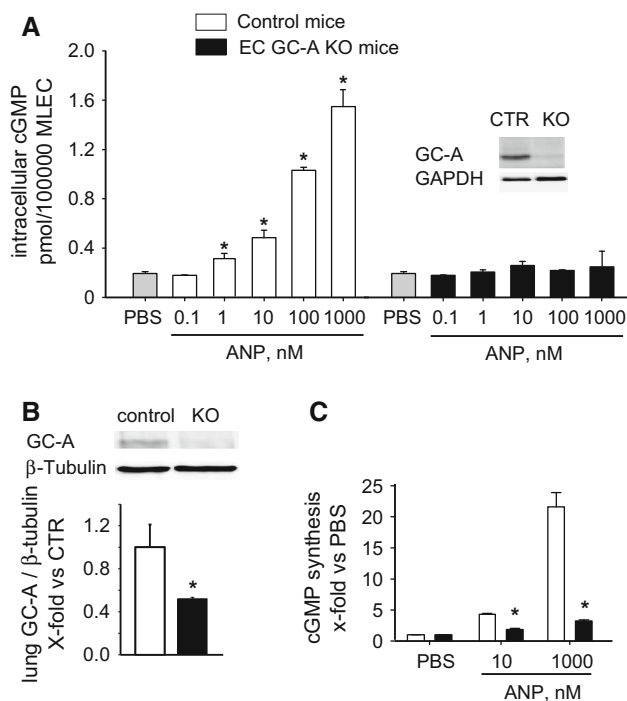 A
Control mice
EC GC-A KO mice
intracellular cGMP
pmol/100000 MLEC
2.0
1.6
1.2
0.8
0.4
0
* * * *
CTR KO
GC-A
GAPDH
PBS 0.1 1 10 100 1000 PBS 0.1 1 10 100 1000
ANP, nM ANP, nM
B
control KO
GC-A
β-Tubulin
lung GC-A / β-tubulin
X-fold vs CTR
1.2
0.8
0.4
0.0
*
C
cGMP synthesis
x-fold vs PBS
25
20
15
10
5
0
* *
PBS 10 1000
ANP, nM